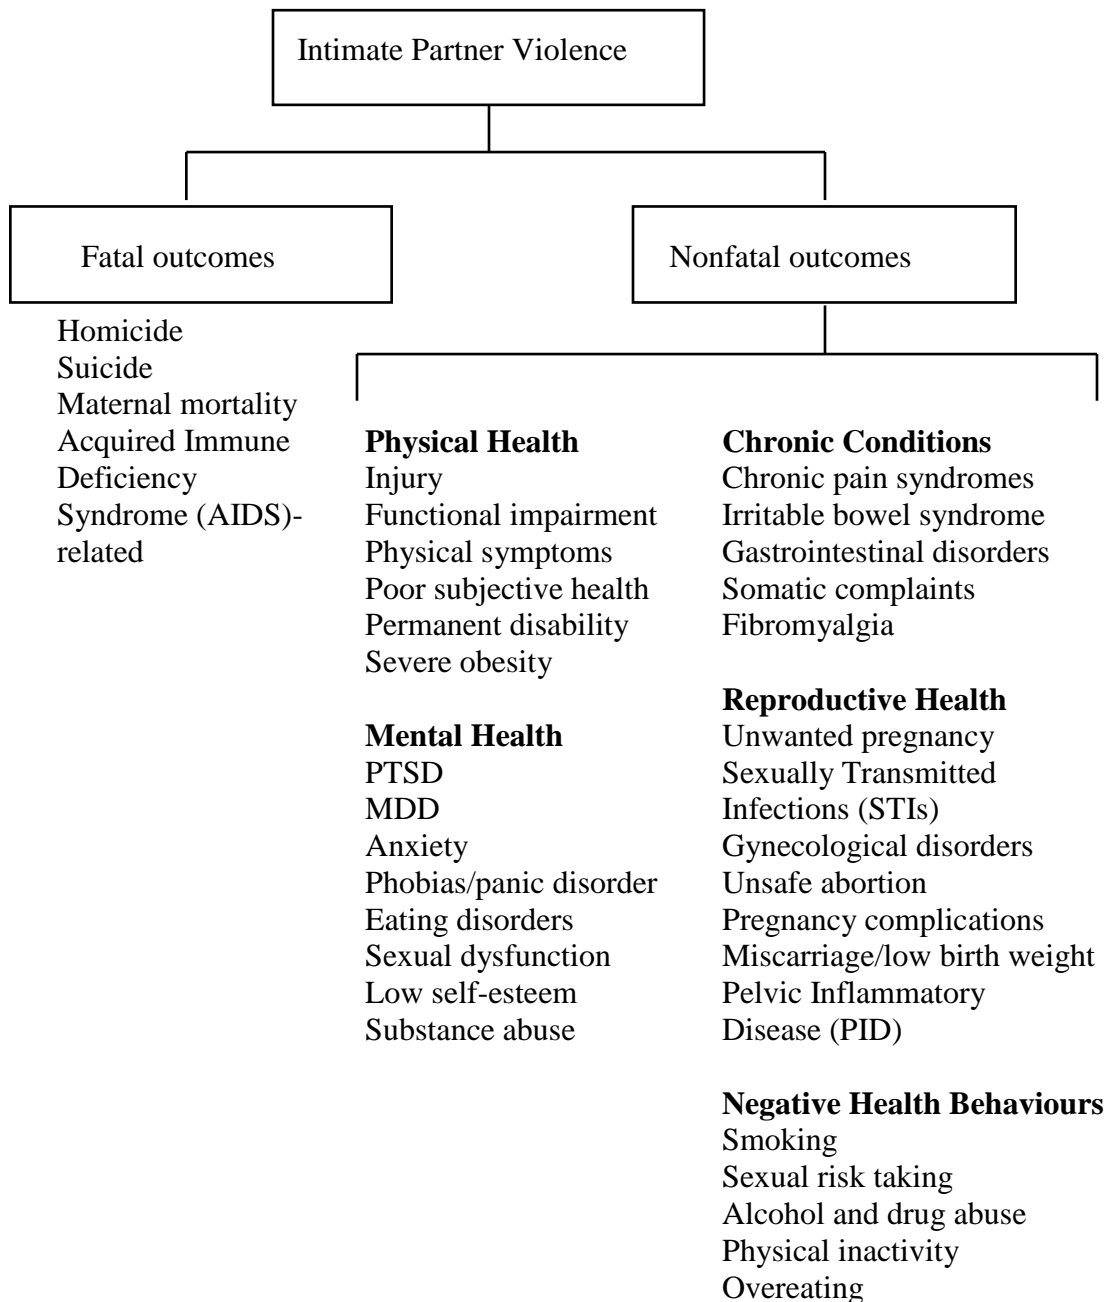 Intimate Partner Violence
Fatal outcomes
Homicide
Suicide
Maternal mortality
Acquired Immune
Deficiency
Syndrome (AIDS)-
related
Nonfatal outcomes
Physical Health
Injury
Functional impairment
Physical symptoms
Poor subjective health
Permanent disability
Severe obesity
Mental Health
PTSD
MDD
Anxiety
Phobias/panic disorder
Eating disorders
Sexual dysfunction
Low self-esteem
Substance abuse
Chronic Conditions
Chronic pain syndromes
Irritable bowel syndrome
Gastrointestinal disorders
Somatic complaints
Fibromyalgia
Reproductive Health
Unwanted pregnancy
Sexually Transmitted
Infections (STIs)
Gynecological disorders
Unsafe abortion
Pregnancy complications
Miscarriage/low birth weight
Pelvic Inflammatory
Disease (PID)
Negative Health Behaviours
Smoking
Sexual risk taking
Alcohol and drug abuse
Physical inactivity
Overeating